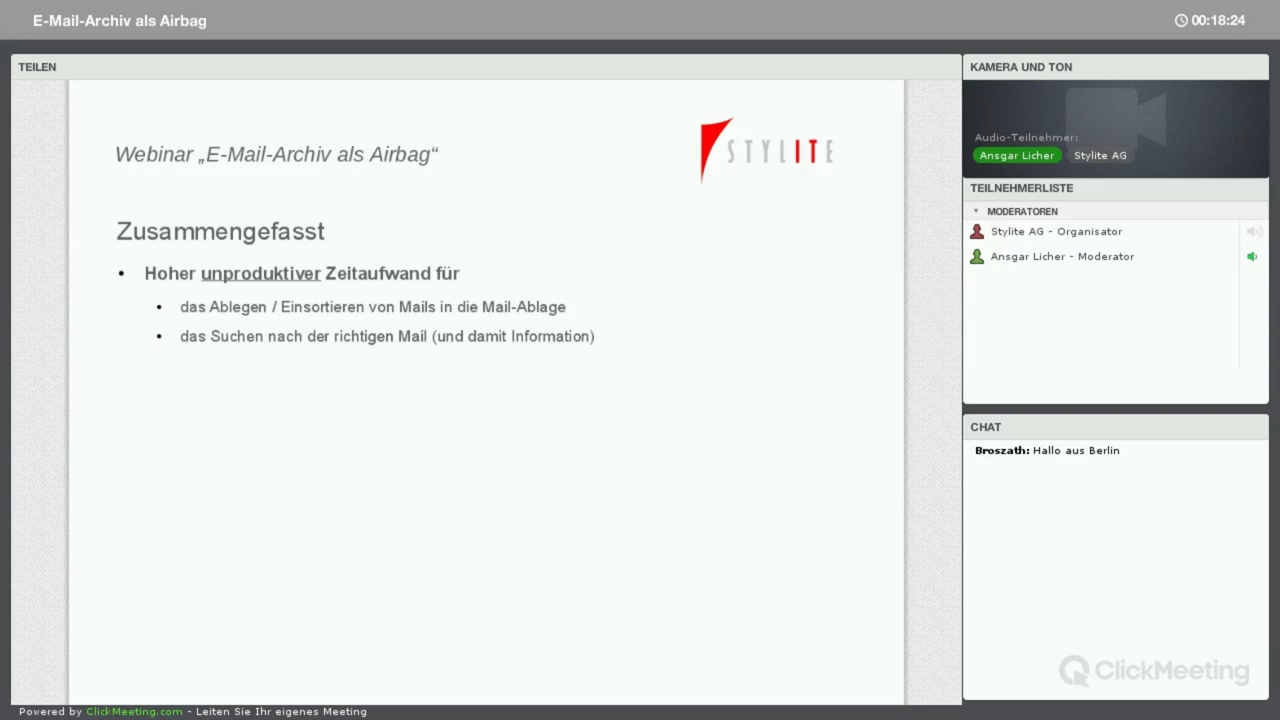 E-Mail-Archiv als Airbag
00:18:24
TEILEN
Webinar „E-Mail-Archiv als Airbag“
STYLITE
Zusammengefasst
• Hoher unproduktiver Zeitaufwand für
• das Ablegen / Einsortieren von Mails in die Mail-Ablage
• das Suchen nach der richtigen Mail (und damit Information)
KAMERA UND TON
Audio-Teilnehmer:
Ansgar Licher Stylite AG
TEILNEHMERLISTE
MODERATOREN
Stylite AG - Organisator
Ansgar Licher - Moderator
CHAT
Broszath: Hallo aus Berlin
ClickMeeting
Powered by ClickMeeting.com - Leiten Sie Ihr eigenes Meeting